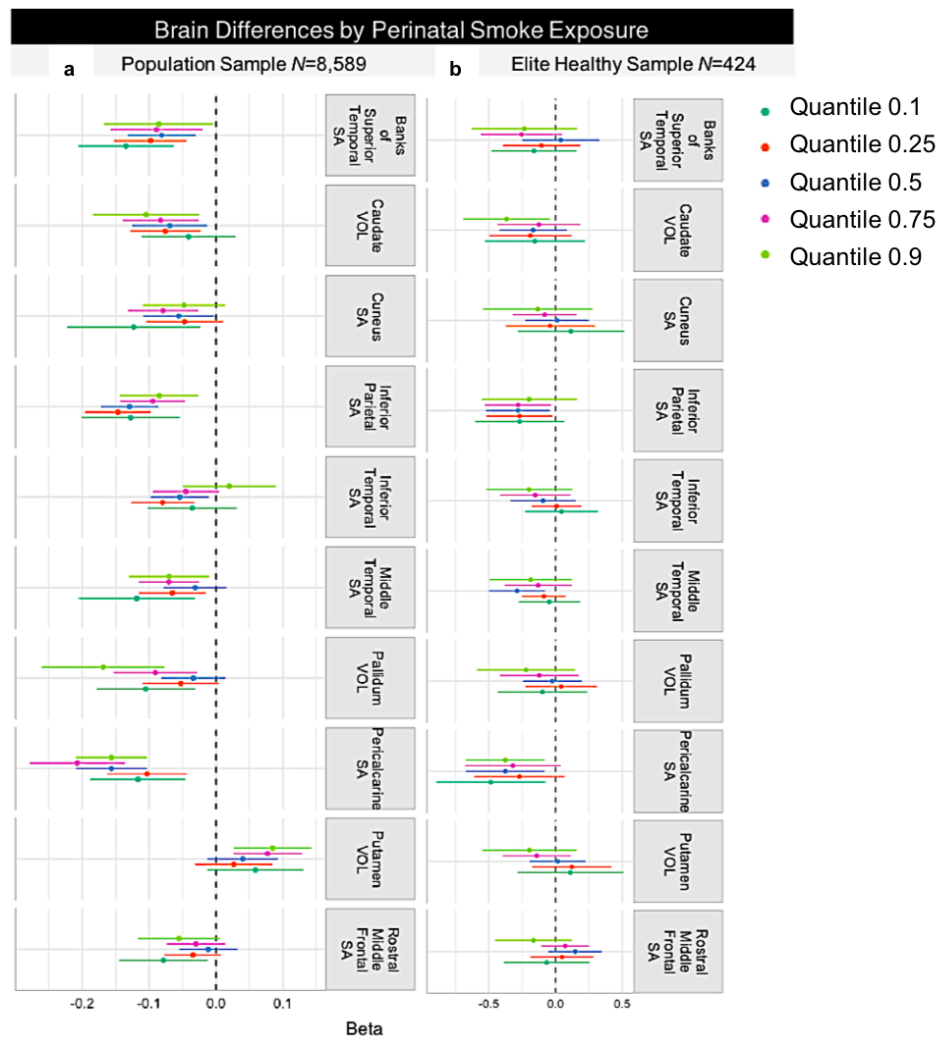 Brain Differences by Perinatal Smoke Exposure
a Population Sample N=8,589
b Elite Healthy Sample N=424
Quantile 0.1
Quantile 0.25
Quantile 0.5
Quantile 0.75
Quantile 0.9
Banks
of
Superior
Temporal
SA
Banks
of
Superior
Temporal
SA
Caudate
VOL
Caudate
VOL
Cuneus
SA
Cuneus
SA
Inferior
Parietal
SA
Inferior
Parietal
SA
Inferior
Temporal
SA
Inferior
Temporal
SA
Middle
Temporal
SA
Middle
Temporal
SA
Pallidum
VOL
Pallidum
VOL
Pericalcarine
SA
Pericalcarine
SA
Putamen
VOL
Putamen
VOL
Rostral
Middle
Frontal
SA
Rostral
Middle
Frontal
SA
-0.2 -0.1 0.0 0.1
-0.5 0.0 0.5
Beta